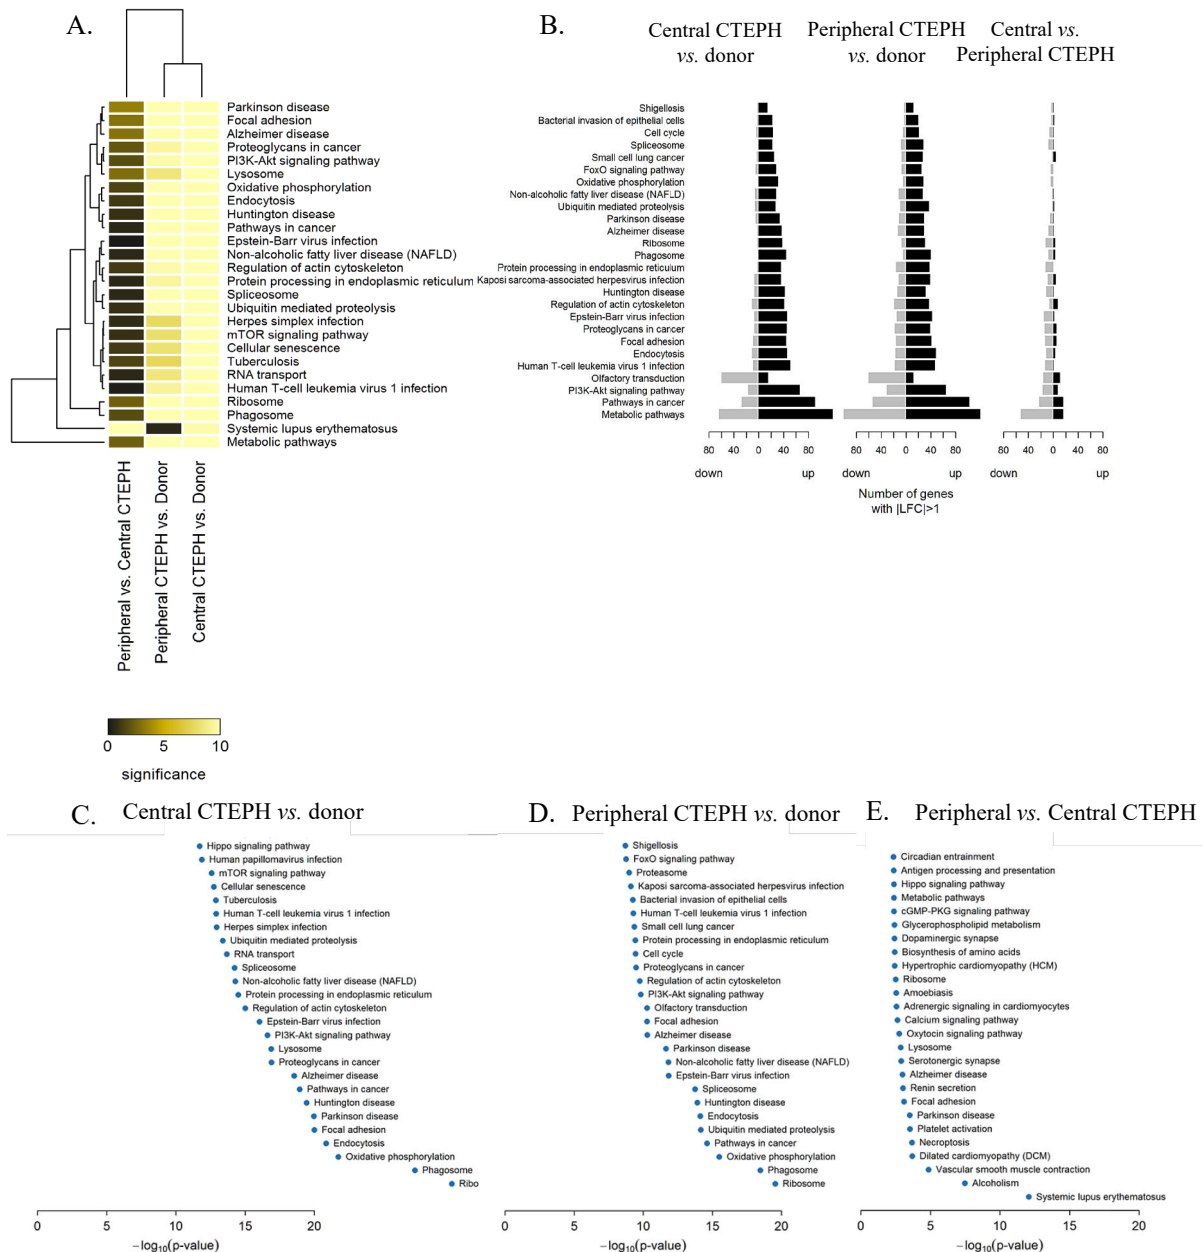 A.
Parkinson disease
Focal adhesion
Alzheimer disease
Proteoglycans in cancer
PI3K-Akt signaling pathway
Lysosome
Oxidative phosphorylation
Endocytosis
Huntington disease
Pathways in cancer
Epstein-Barr virus infection
Non-alcoholic fatty liver disease (NAFLD)
Regulation of actin cytoskeleton
Protein processing in endoplasmic reticulum
Spliceosome
Ubiquitin mediated proteolysis
Herpes simplex infection
mTOR signaling pathway
Cellular senescence
Tuberculosis
RNA transport
Human T-cell leukemia virus 1 infection
Ribosome
Phagosome
Systemic lupus erythematosus
Metabolic pathways
Peripheral vs. Central CTEPH
Peripheral CTEPH vs. Donor
Central CTEPH vs. Donor
0 5 10
significance
B.
Central CTEPH
vs. donor
Peripheral CTEPH
vs. donor
Central vs.
Peripheral CTEPH
Shigellosis
Bacterial invasion of epithelial cells
Cell cycle
Spliceosome
Small cell lung cancer
FoxO signaling pathway
Oxidative phosphorylation
Non-alcoholic fatty liver disease (NAFLD)
Ubiquitin mediated proteolysis
Parkinson disease
Alzheimer disease
Ribosome
Phagosome
Protein processing in endoplasmic reticulum
Kaposi sarcoma-associated herpesvirus infection
Huntington disease
Regulation of actin cytoskeleton
Epstein-Barr virus infection
Proteoglycans in cancer
Focal adhesion
Endocytosis
Human T-cell leukemia virus 1 infection
Olfactory transduction
PI3K-Akt signaling pathway
Pathways in cancer
Metabolic pathways
80 40 0 40 80 80 40 0 40 80 80 40 0 40 80
down up down up down up
Number of genes
with |LFC|>1
C. Central CTEPH vs. donor
Hippo signaling pathway
Human papillomavirus infection
mTOR signaling pathway
Cellular senescence
Tuberculosis
Human T-cell leukemia virus 1 infection
Herpes simplex infection
Ubiquitin mediated proteolysis
RNA transport
Spliceosome
Non-alcoholic fatty liver disease (NAFLD)
Protein processing in endoplasmic reticulum
Regulation of actin cytoskeleton
Epstein-Barr virus infection
PI3K-Akt signaling pathway
Lysosome
Proteoglycans in cancer
Alzheimer disease
Pathways in cancer
Huntington disease
Parkinson disease
Focal adhesion
Endocytosis
Oxidative phosphorylation
Phagosome
Ribo
0 5 10 15 20
−log10(p-value)
D. Peripheral CTEPH vs. donor
Shigellosis
FoxO signaling pathway
Proteasome
Kaposi sarcoma-associated herpesvirus infection
Bacterial invasion of epithelial cells
Human T-cell leukemia virus 1 infection
Small cell lung cancer
Protein processing in endoplasmic reticulum
Cell cycle
Proteoglycans in cancer
Regulation of actin cytoskeleton
PI3K-Akt signaling pathway
Olfactory transduction
Focal adhesion
Alzheimer disease
Parkinson disease
Non-alcoholic fatty liver disease (NAFLD)
Epstein-Barr virus infection
Spliceosome
Huntington disease
Endocytosis
Ubiquitin mediated proteolysis
Pathways in cancer
Oxidative phosphorylation
Phagosome
Ribosome
0 5 10 15 20
−log10(p-value)
E. Peripheral vs. Central CTEPH
Circadian entrainment
Antigen processing and presentation
Hippo signaling pathway
Metabolic pathways
cGMP-PKG signaling pathway
Glycerophospholipid metabolism
Dopaminergic synapse
Biosynthesis of amino acids
Hypertrophic cardiomyopathy (HCM)
Ribosome
Amoebiasis
Adrenergic signaling in cardiomyocytes
Calcium signaling pathway
Oxytocin signaling pathway
Lysosome
Serotonergic synapse
Alzheimer disease
Renin secretion
Focal adhesion
Parkinson disease
Platelet activation
Necroptosis
Dilated cardiomyopathy (DCM)
Vascular smooth muscle contraction
Alcoholism
Systemic lupus erythematosus
0 5 10 15 20
−log10(p-value)